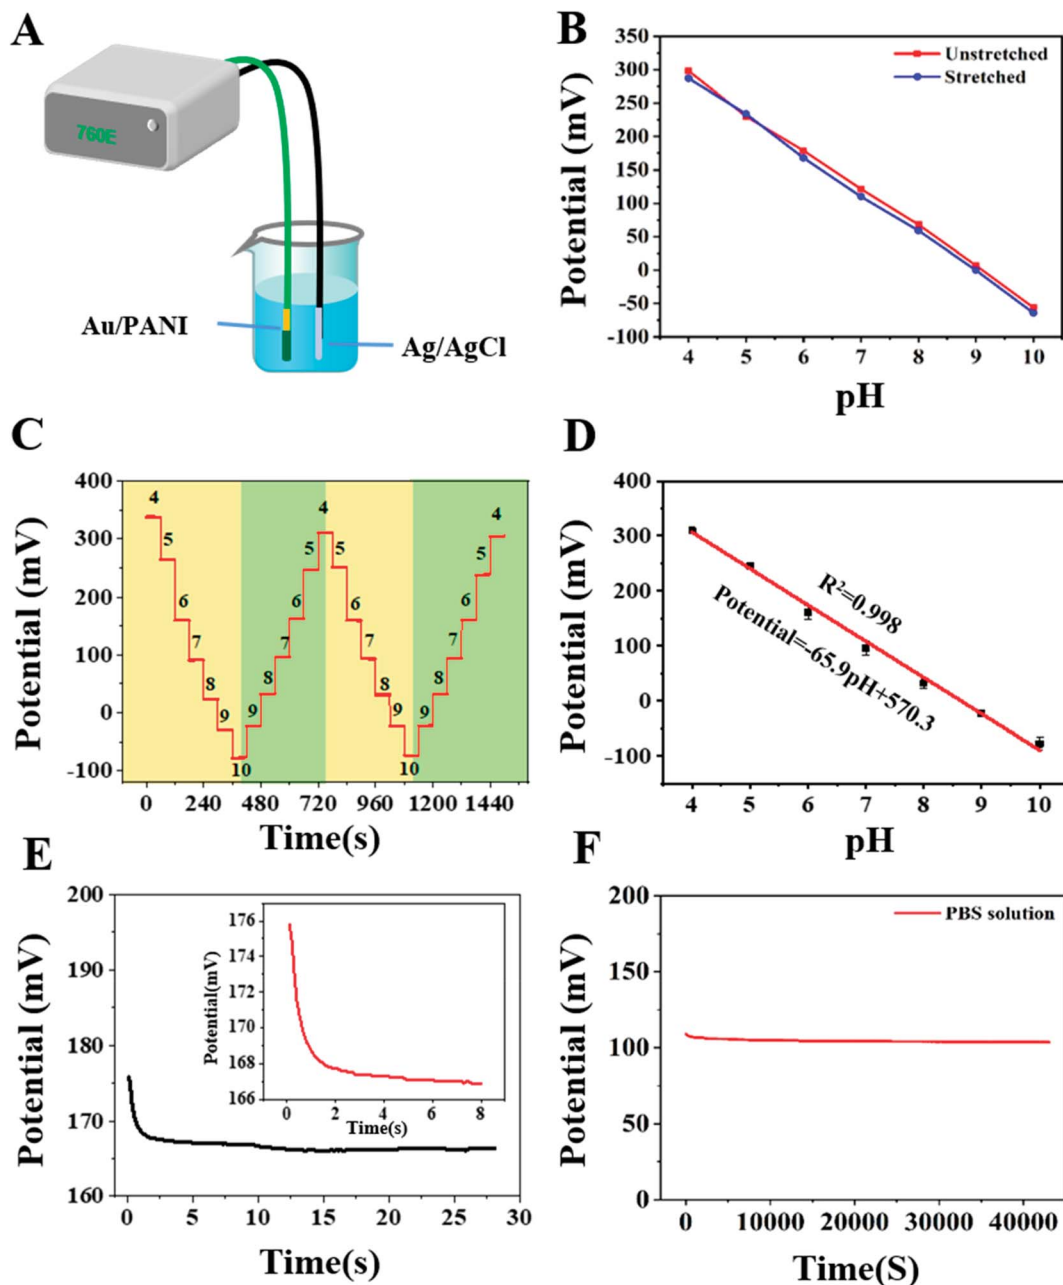 A
760E
Au/PANI
Ag/AgCl
B
350
300
250
200
150
100
50
0
-50
-100
Potential (mV)
Unstretched
Stretched
4 5 6 7 8 9 10
pH
C
400
300
200
100
0
-100
Potential (mV)
4 5 6 7 8 9 10 9 8 7 6 5 4 5 6 7 8 9 10 9 8 7 6 5 4
0 240 480 720 960 1200 1440
Time(s)
D
400
300
200
100
0
-100
Potential (mV)
R²=0.998
Potential=-65.9pH+570.3
4 5 6 7 8 9 10
pH
E
200
190
180
170
160
Potential (mV)
176
174
172
170
168
166
Potential(mV)
0 2 4 6 8
Time(s)
0 5 10 15 20 25 30
Time(s)
F
200
150
100
50
0
Potential (mV)
PBS solution
0 10000 20000 30000 40000
Time(S)